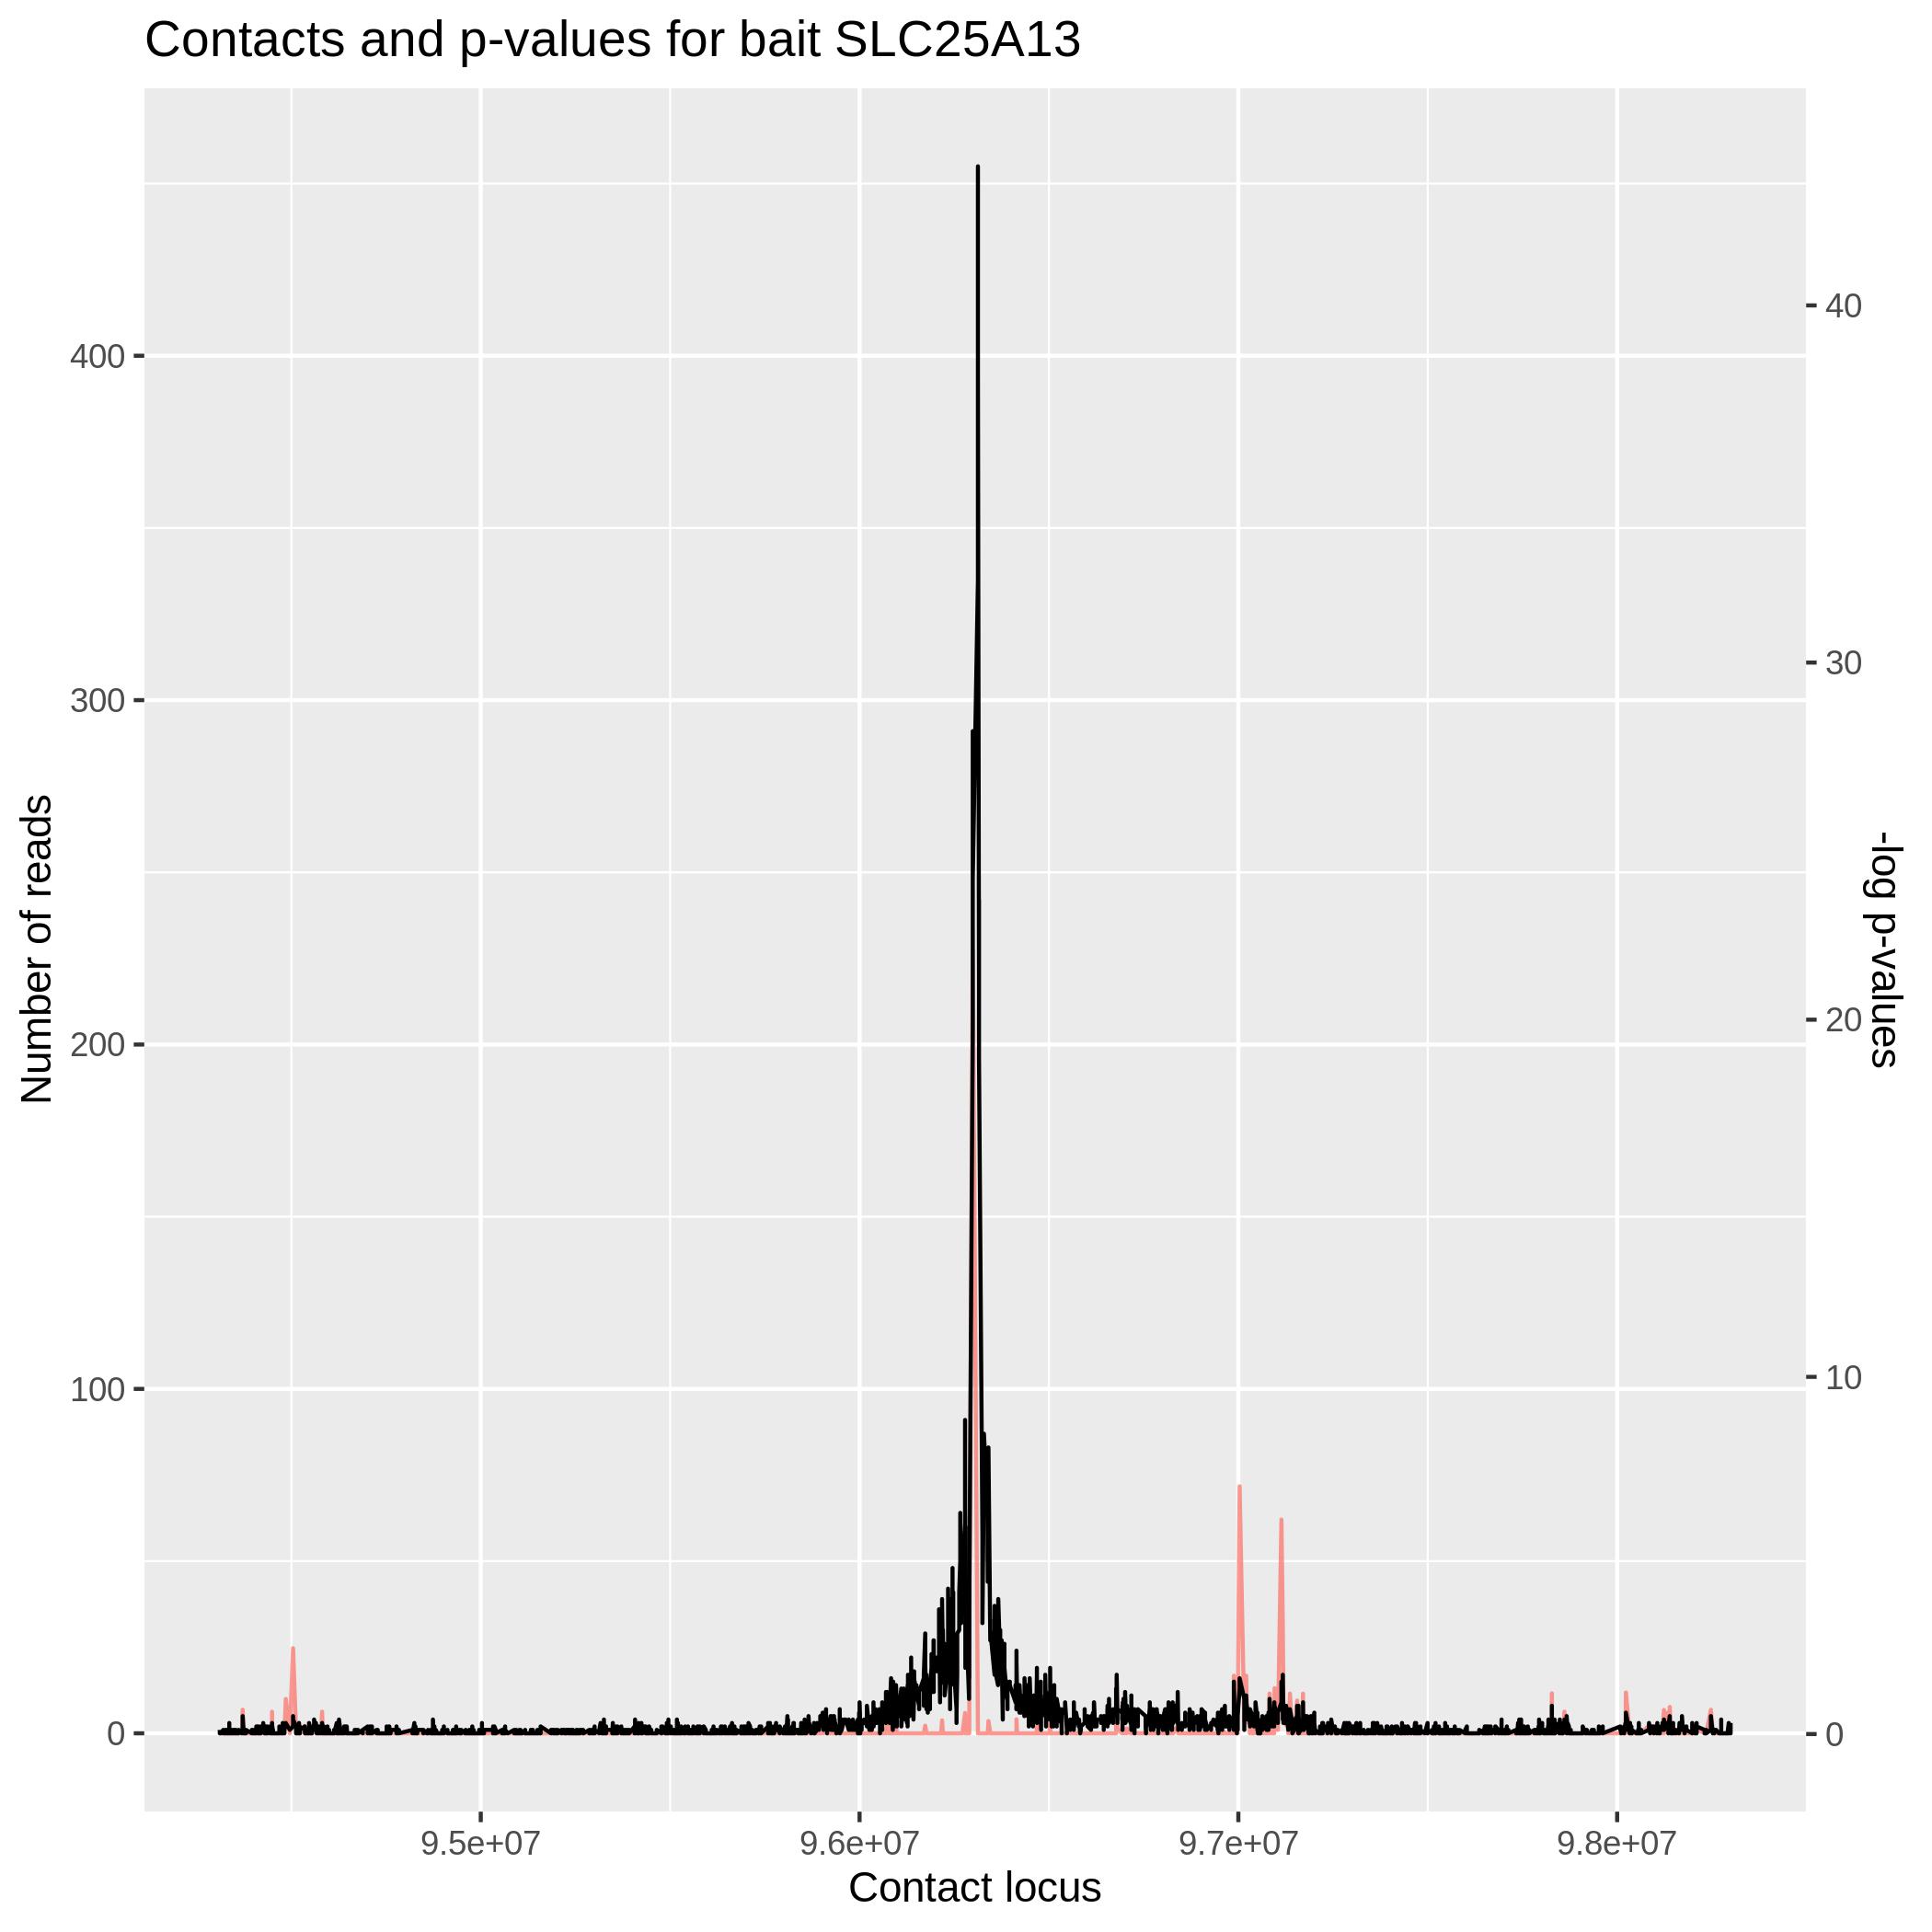 Contacts and p-values for bait SLC25A13
Number of reads
400
300
200
100
0
40
30
20
10
0
-log p-values
9.5e+07 9.6e+07 9.7e+07 9.8e+07
Contact locus